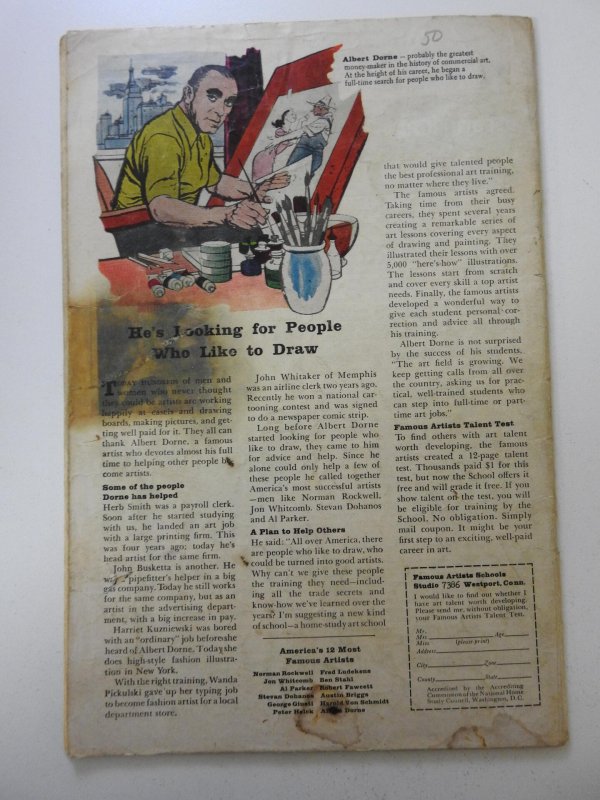 50
Albert Dorne — probably the greatest
money-maker in the history of commercial art.
At the height of his career, he began a
full-time search for people who like to draw.
He's Looking for People
Who Like to Draw
TODAY HUNDREDS of men and
women who never thought
they could be artists are working
happily at easels and drawing
boards, making pictures, and get-
ting well paid for it. They all can
thank Albert Dorne, a famous
artist who devotes almost his full
time to helping other people be-
come artists.
Some of the people
Dorne has helped
Herb Smith was a payroll clerk.
Soon after he started studying
with us, he landed an art job
with a large printing firm. This
was four years ago; today he's
head artist for the same firm.
John Busketta is another. He
was a pipefitter's helper in a big
gas company. Today he still works
for the same company, but as an
artist in the advertising depart-
ment, with a big increase in pay.
Harriet Kuzniewski was bored
with an "ordinary" job before she
heard of Albert Dorne. Today she
does high-style fashion illustra-
tion in New York.
With the right training, Wanda
Pickulski gave up her typing job
to become fashion artist for a local
department store.
John Whitaker of Memphis
was an airline clerk two years ago.
Recently he won a national car-
tooning contest and was signed
to do a newspaper comic strip.
Long before Albert Dorne
started looking for people who
like to draw, they came to him
for advice and help. Since he
alone could only help a few of
these people he called together
America's most successful artists
—men like Norman Rockwell,
Jon Whitcomb, Stevan Dohanos
and Al Parker.
A Plan to Help Others
He said: "All over America, there
are people who like to draw, who
could be turned into good artists.
Why can't we give these people
the training they need—includ-
ing all the trade secrets and
know-how we've learned over the
years? I'm suggesting a new kind
of school—a home-study art school
America's 12 Most
Famous Artists
Norman Rockwell Fred Ludekens
Jon Whitcomb Ben Stahl
Al Parker Robert Fawcett
Stevan Dohanos Austin Briggs
George Giusti Harold Von Schmidt
Peter Helck Albert Dorne
that would give talented people
the best professional art training,
no matter where they live."
The famous artists agreed.
Taking time from their busy
careers, they spent several years
creating a remarkable series of
art lessons covering every aspect
of drawing and painting. They
illustrated their lessons with over
5,000 "here's-how" illustrations.
The lessons start from scratch
and cover every skill a top artist
needs. Finally, the famous artists
developed a wonderful way to
give each student personal cor-
rection and advice all through
his training.
Albert Dorne is not surprised
by the success of his students.
"The art field is growing. We
keep getting calls from all over
the country, asking us for prac-
tical, well-trained students who
can step into full-time or part-
time art jobs."
Famous Artists Talent Test
To find others with art talent
worth developing, the famous
artists created a 12-page talent
test. Thousands paid $1 for this
test, but now the School offers it
free and will grade it free. If you
show talent on the test, you will
be eligible for training by the
School. No obligation. Simply
mail coupon. It might be your
first step to an exciting, well-paid
career in art.
Famous Artists Schools
Studio 7395 Westport, Conn.
I would like to find out whether I
have art talent worth developing.
Please send me, without obligation,
your Famous Artists Talent Test.
Mr.
Mrs. Age
Miss (please print)
Address
City Zone
County State
Accredited by the Accrediting
Commission of the National Home
Study Council, Washington, D.C.